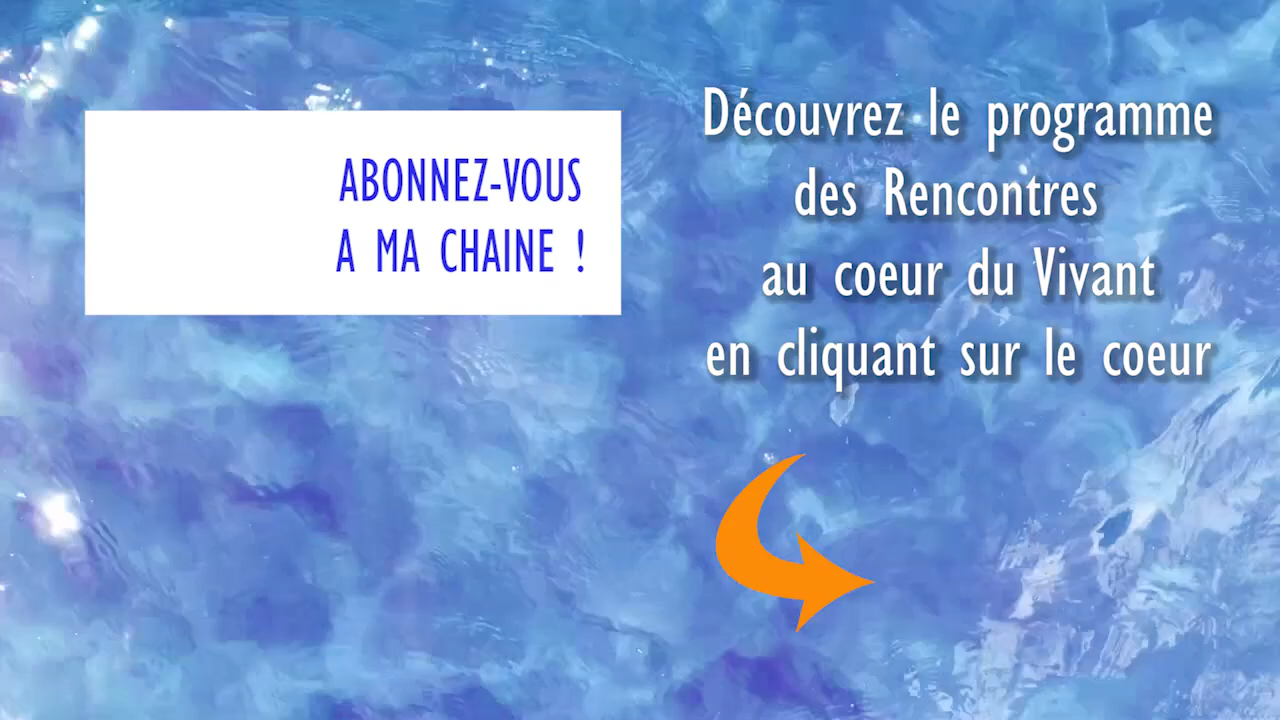 ABONNEZ-VOUS
A MA CHAINE !
Découvrez le programme
des Rencontres
au coeur du Vivant
en cliquant sur le coeur